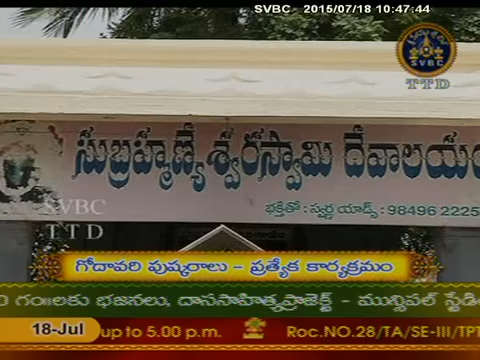 SVBC 2015/07/18 10:47:44
SVBC
TTD
సుబ్రహ్మణ్యేశ్వరస్వామి దేవాలయం
భక్తితో : స్వర్ణ యాడ్స్ : 98496 2225
SVBC
TTD
గోదావరి పుష్కరాలు - ప్రత్యేక కార్యక్రమం
గం॥లకు భజనలు, దాససాహిత్యప్రాజెక్ట్ - మున్సిపల్ స్టేడి
18-Jul up to 5.00 p.m. Roc.NO.28/TA/SE-III/TPT